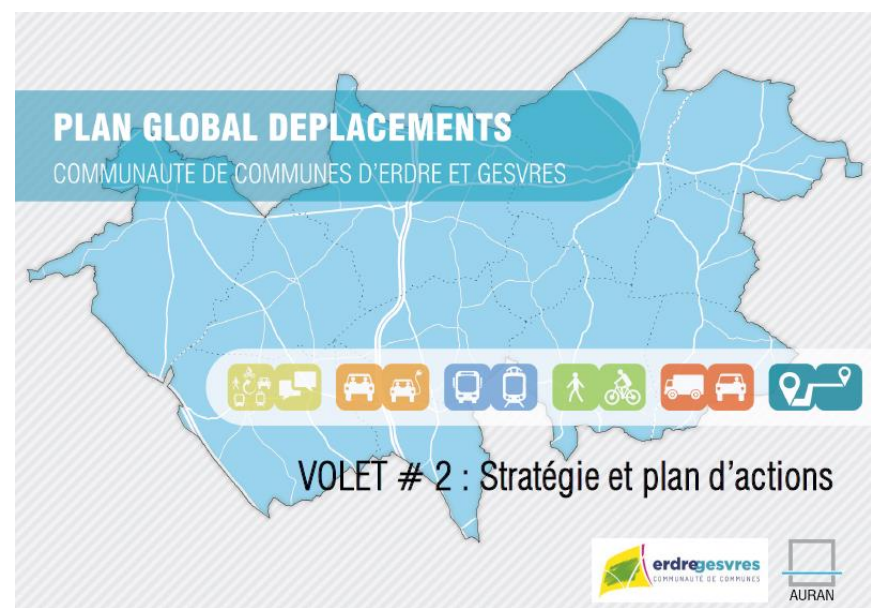 PLAN GLOBAL DEPLACEMENTS
COMMUNAUTE DE COMMUNES D'ERDRE ET GESVRES
VOLET # 2 : Stratégie et plan d'actions
erdregesvres
COMMUNAUTÉ DE COMMUNES
AURAN